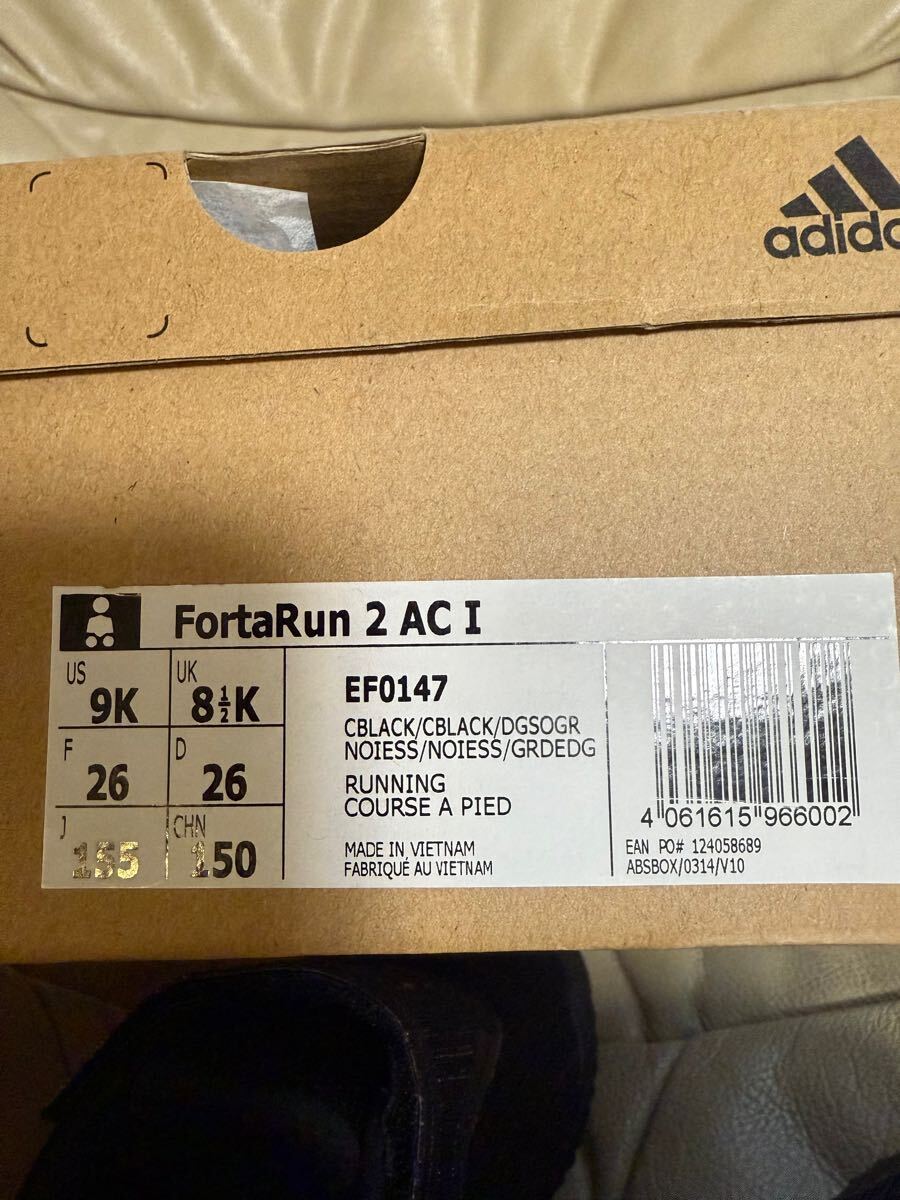 adidas
FortaRun 2 AC I
US
9K
UK
8½K
F
26
D
26
J
155
CHN
150
EF0147
CBLACK/CBLACK/DGSOGR
NOIESS/NOIESS/GRDEDG
RUNNING
COURSE A PIED
MADE IN VIETNAM
FABRIQUÉ AU VIETNAM
4 061615 966002
EAN PO# 124058689
ABSBOX/0314/V10